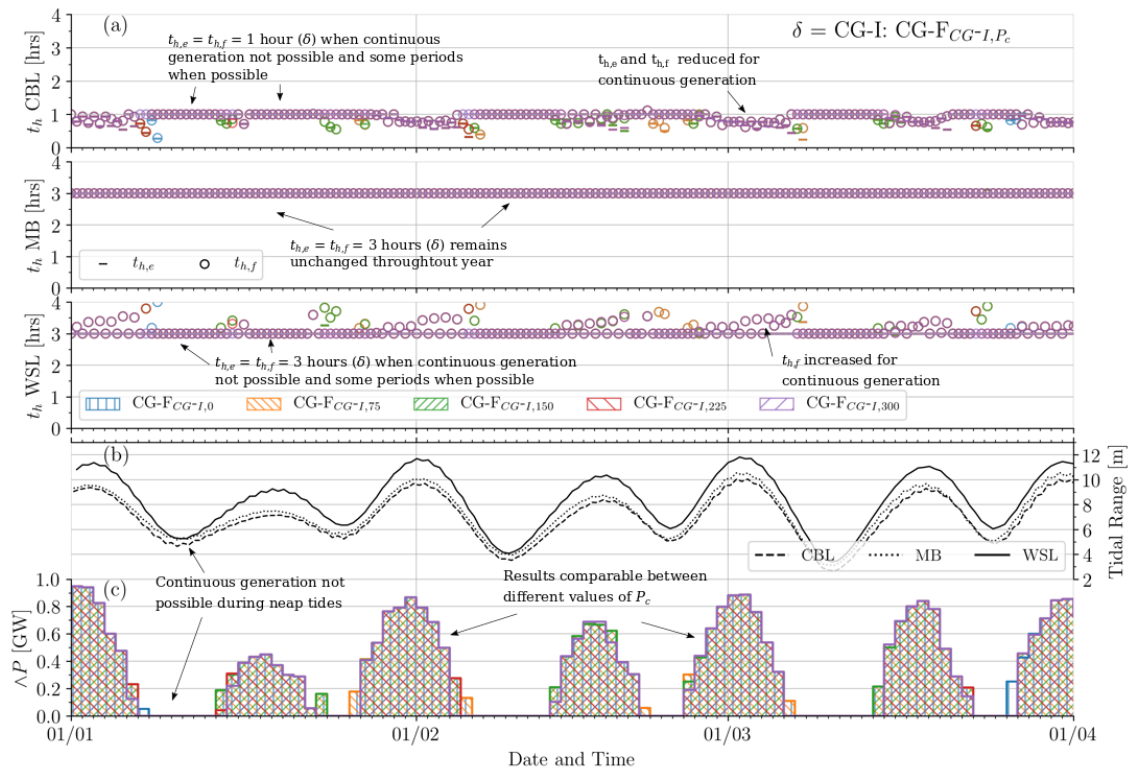 (a)
δ = CG-I: CG-F_{CG-I,P_c}
t_{h,e} = t_{h,f} = 1 hour (δ) when continuous
generation not possible and some periods
when possible
t_{h,e} and t_{h,f} reduced for
continuous generation
t_h CBL [hrs]
4
3
2
1
0
t_h MB [hrs]
4
3
2
1
0
t_{h,e} = t_{h,f} = 3 hours (δ) remains
unchanged throughtout year
t_{h,e} t_{h,f}
t_h WSL [hrs]
4
3
2
1
0
t_{h,e} = t_{h,f} = 3 hours (δ) when continuous generation
not possible and some periods when possible
t_{h,f} increased for
continuous generation
CG-F_{CG-I,0} CG-F_{CG-I,75} CG-F_{CG-I,150} CG-F_{CG-I,225} CG-F_{CG-I,300}
(b)
12
10
8
6
4
2
Tidal Range [m]
CBL MB WSL
Continuous generation not
possible during neap tides
Results comparable between
different values of P_c
(c)
∧P [GW]
1.0
0.8
0.6
0.4
0.2
0.0
01/01 01/02 01/03 01/04
Date and Time